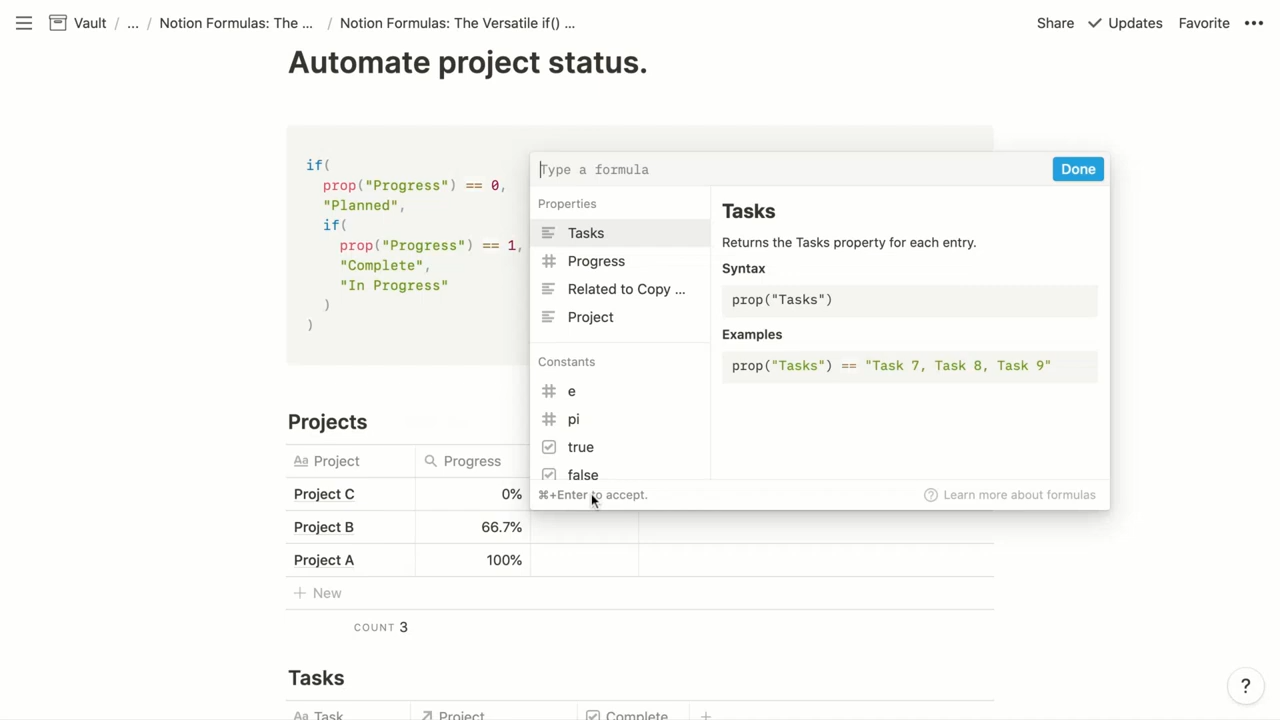 Vault / ... / Notion Formulas: The ... / Notion Formulas: The Versatile if() ...
Share Updates Favorite •••
Automate project status.
if(
prop("Progress") == 0,
"Planned",
if(
prop("Progress") == 1,
"Complete",
"In Progress"
)
)
Type a formula
Done
Properties
Tasks
Progress
Related to Copy ...
Project
Constants
e
pi
true
false
Tasks
Returns the Tasks property for each entry.
Syntax
prop("Tasks")
Examples
prop("Tasks") == "Task 7, Task 8, Task 9"
⌘+Enter to accept.
? Learn more about formulas
Projects
Aa Project Progress
Project C 0%
Project B 66.7%
Project A 100%
+ New
COUNT 3
Tasks
Aa Task Project Complete +
?